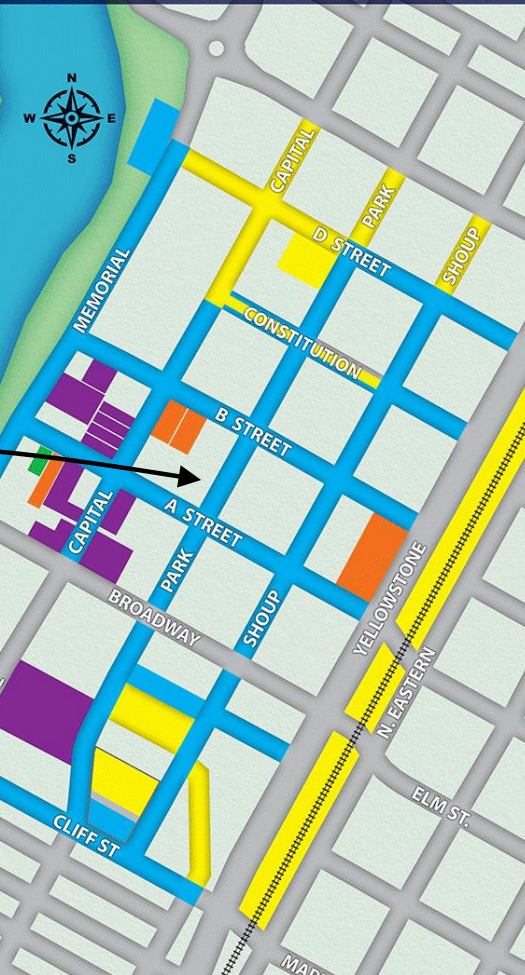 N
W E
S
CAPITAL
PARK
SHOUP
D STREET
MEMORIAL
CONSTITUTION
B STREET
A STREET
CAPITAL
PARK
SHOUP
BROADWAY
YELLOWSTONE
N. EASTERN
ELM ST.
CLIFF ST